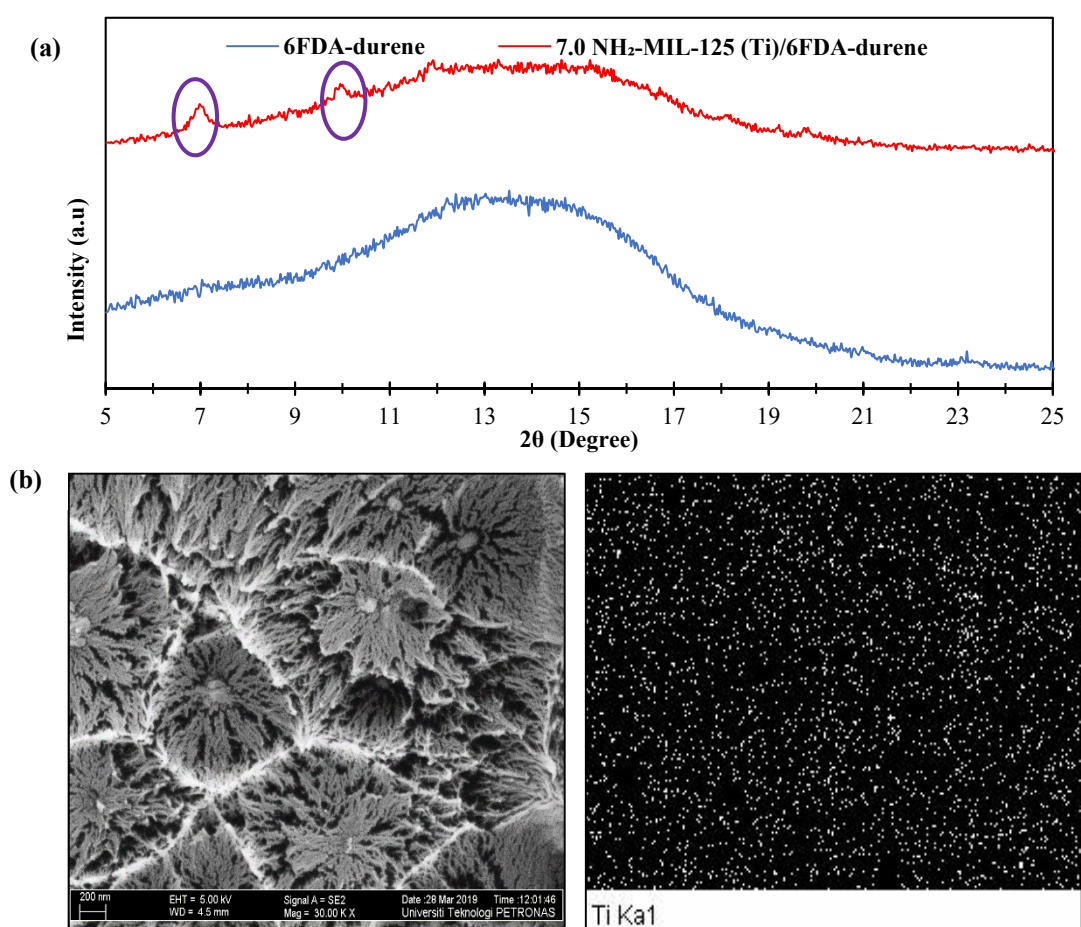 (a)
6FDA-durene
7.0 NH₂-MIL-125 (Ti)/6FDA-durene
Intensity (a.u)
5 7 9 11 13 15 17 19 21 23 25
2θ (Degree)
(b)
200 nm
EHT = 5.00 kV
Signal A = SE2
Date :28 Mar 2019
Time :12:01:46
WD = 4.5 mm
Mag = 30.00 K X
Universiti Teknologi PETRONAS
Ti Ka1